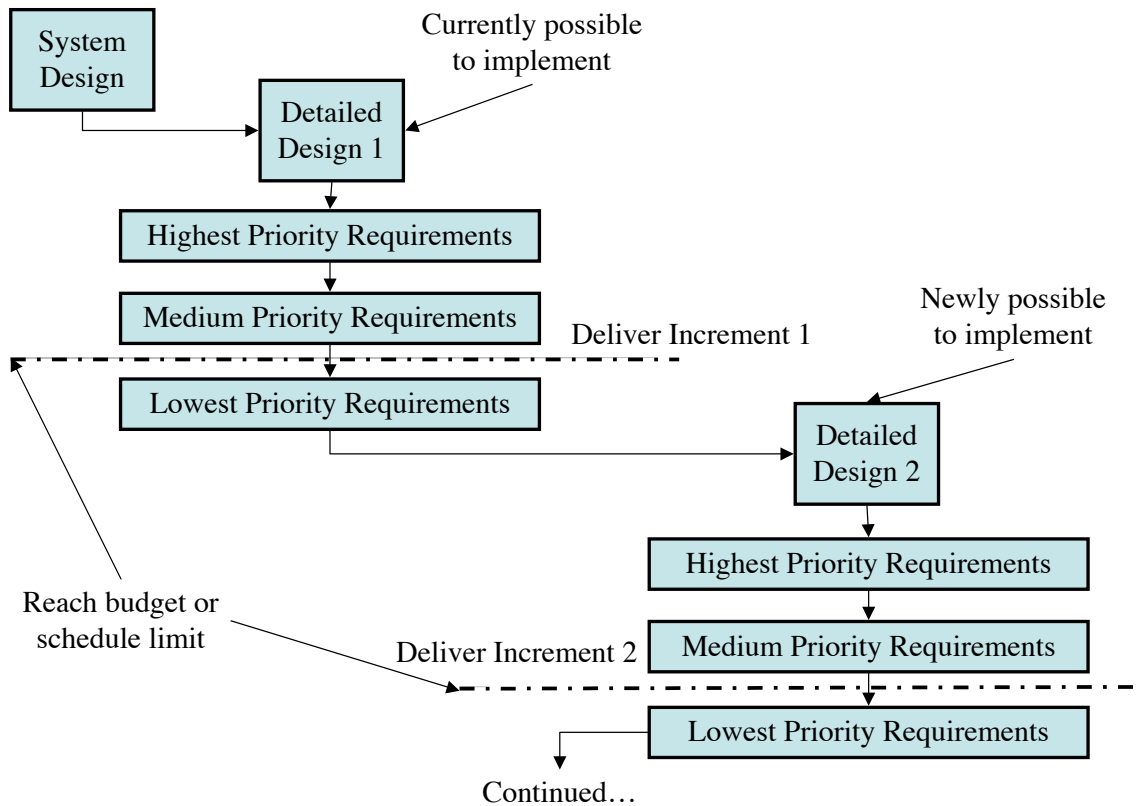 System
Design
Currently possible
to implement
Detailed
Design 1
Highest Priority Requirements
Medium Priority Requirements
Deliver Increment 1
Lowest Priority Requirements
Newly possible
to implement
Detailed
Design 2
Highest Priority Requirements
Reach budget or
schedule limit
Medium Priority Requirements
Deliver Increment 2
Lowest Priority Requirements
Continued…